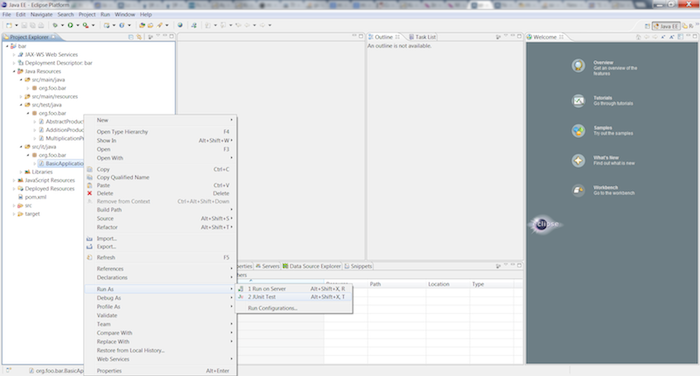 Java EE - Eclipse Platform
File Edit Navigate Search Project Run Window Help
Java EE
Project Explorer
Outline
Task List
Welcome
bar
JAX-WS Web Services
Deployment Descriptor: bar
Java Resources
src/main/java
org.foo.bar
src/main/resources
src/test/java
org.foo.bar
AbstractProduc
AdditionProduc
MultiplicationP
src/it/java
org.foo.bar
BasicApplication
Libraries
JavaScript Resources
Deployed Resources
pom.xml
src
target
An outline is not available.
Overview
Get an overview of the features
Tutorials
Go through tutorials
Samples
Try out the samples
What's New
Find out what is new
Workbench
Go to the workbench
eclipse
New
Open Type Hierarchy F4
Show In Alt+Shift+W
Open F3
Open With
Copy Ctrl+C
Copy Qualified Name
Paste Ctrl+V
Delete Delete
Remove from Context Ctrl+Alt+Shift+Down
Build Path
Source Alt+Shift+S
Refactor Alt+Shift+T
Import...
Export...
Refresh F5
References
Declarations
Run As
Debug As
Profile As
Validate
Team
Compare With
Replace With
Restore from Local History...
Web Services
Properties Alt+Enter
1 Run on Server Alt+Shift+X, R
2 JUnit Test Alt+Shift+X, T
Run Configurations...
perties
Servers
Data Source Explorer
Snippets
hers
Path Location Type
org.foo.bar.Bas